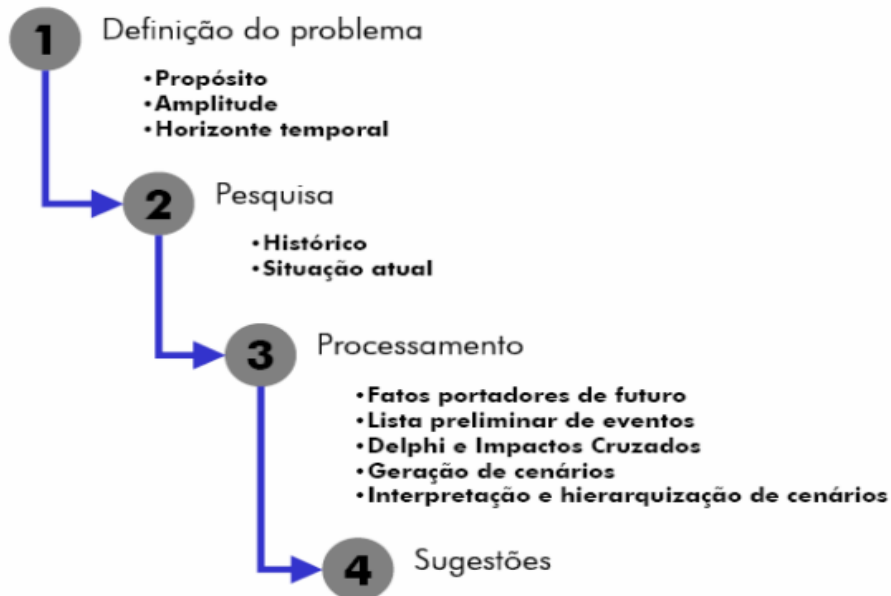 1 Definição do problema
•Propósito
•Amplitude
•Horizonte temporal
2 Pesquisa
•Histórico
•Situação atual
3 Processamento
•Fatos portadores de futuro
•Lista preliminar de eventos
•Delphi e Impactos Cruzados
•Geração de cenários
•Interpretação e hierarquização de cenários
4 Sugestões